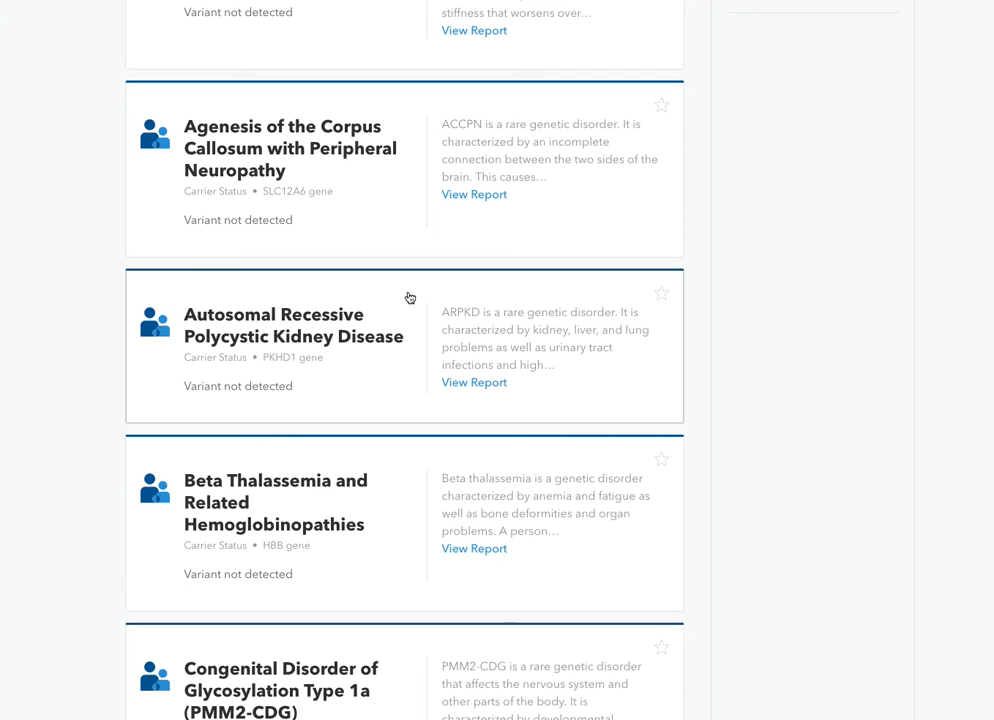 Variant not detected
stiffness that worsens over…
View Report
Agenesis of the Corpus
Callosum with Peripheral
Neuropathy
Carrier Status • SLC12A6 gene
Variant not detected
ACCPN is a rare genetic disorder. It is
characterized by an incomplete
connection between the two sides of the
brain. This causes…
View Report
Autosomal Recessive
Polycystic Kidney Disease
Carrier Status • PKHD1 gene
Variant not detected
ARPKD is a rare genetic disorder. It is
characterized by kidney, liver, and lung
problems as well as urinary tract
infections and high…
View Report
Beta Thalassemia and
Related
Hemoglobinopathies
Carrier Status • HBB gene
Variant not detected
Beta thalassemia is a genetic disorder
characterized by anemia and fatigue as
well as bone deformities and organ
problems. A person…
View Report
Congenital Disorder of
Glycosylation Type 1a
(PMM2-CDG)
PMM2-CDG is a rare genetic disorder
that affects the nervous system and
other parts of the body. It is
characterized by developmental